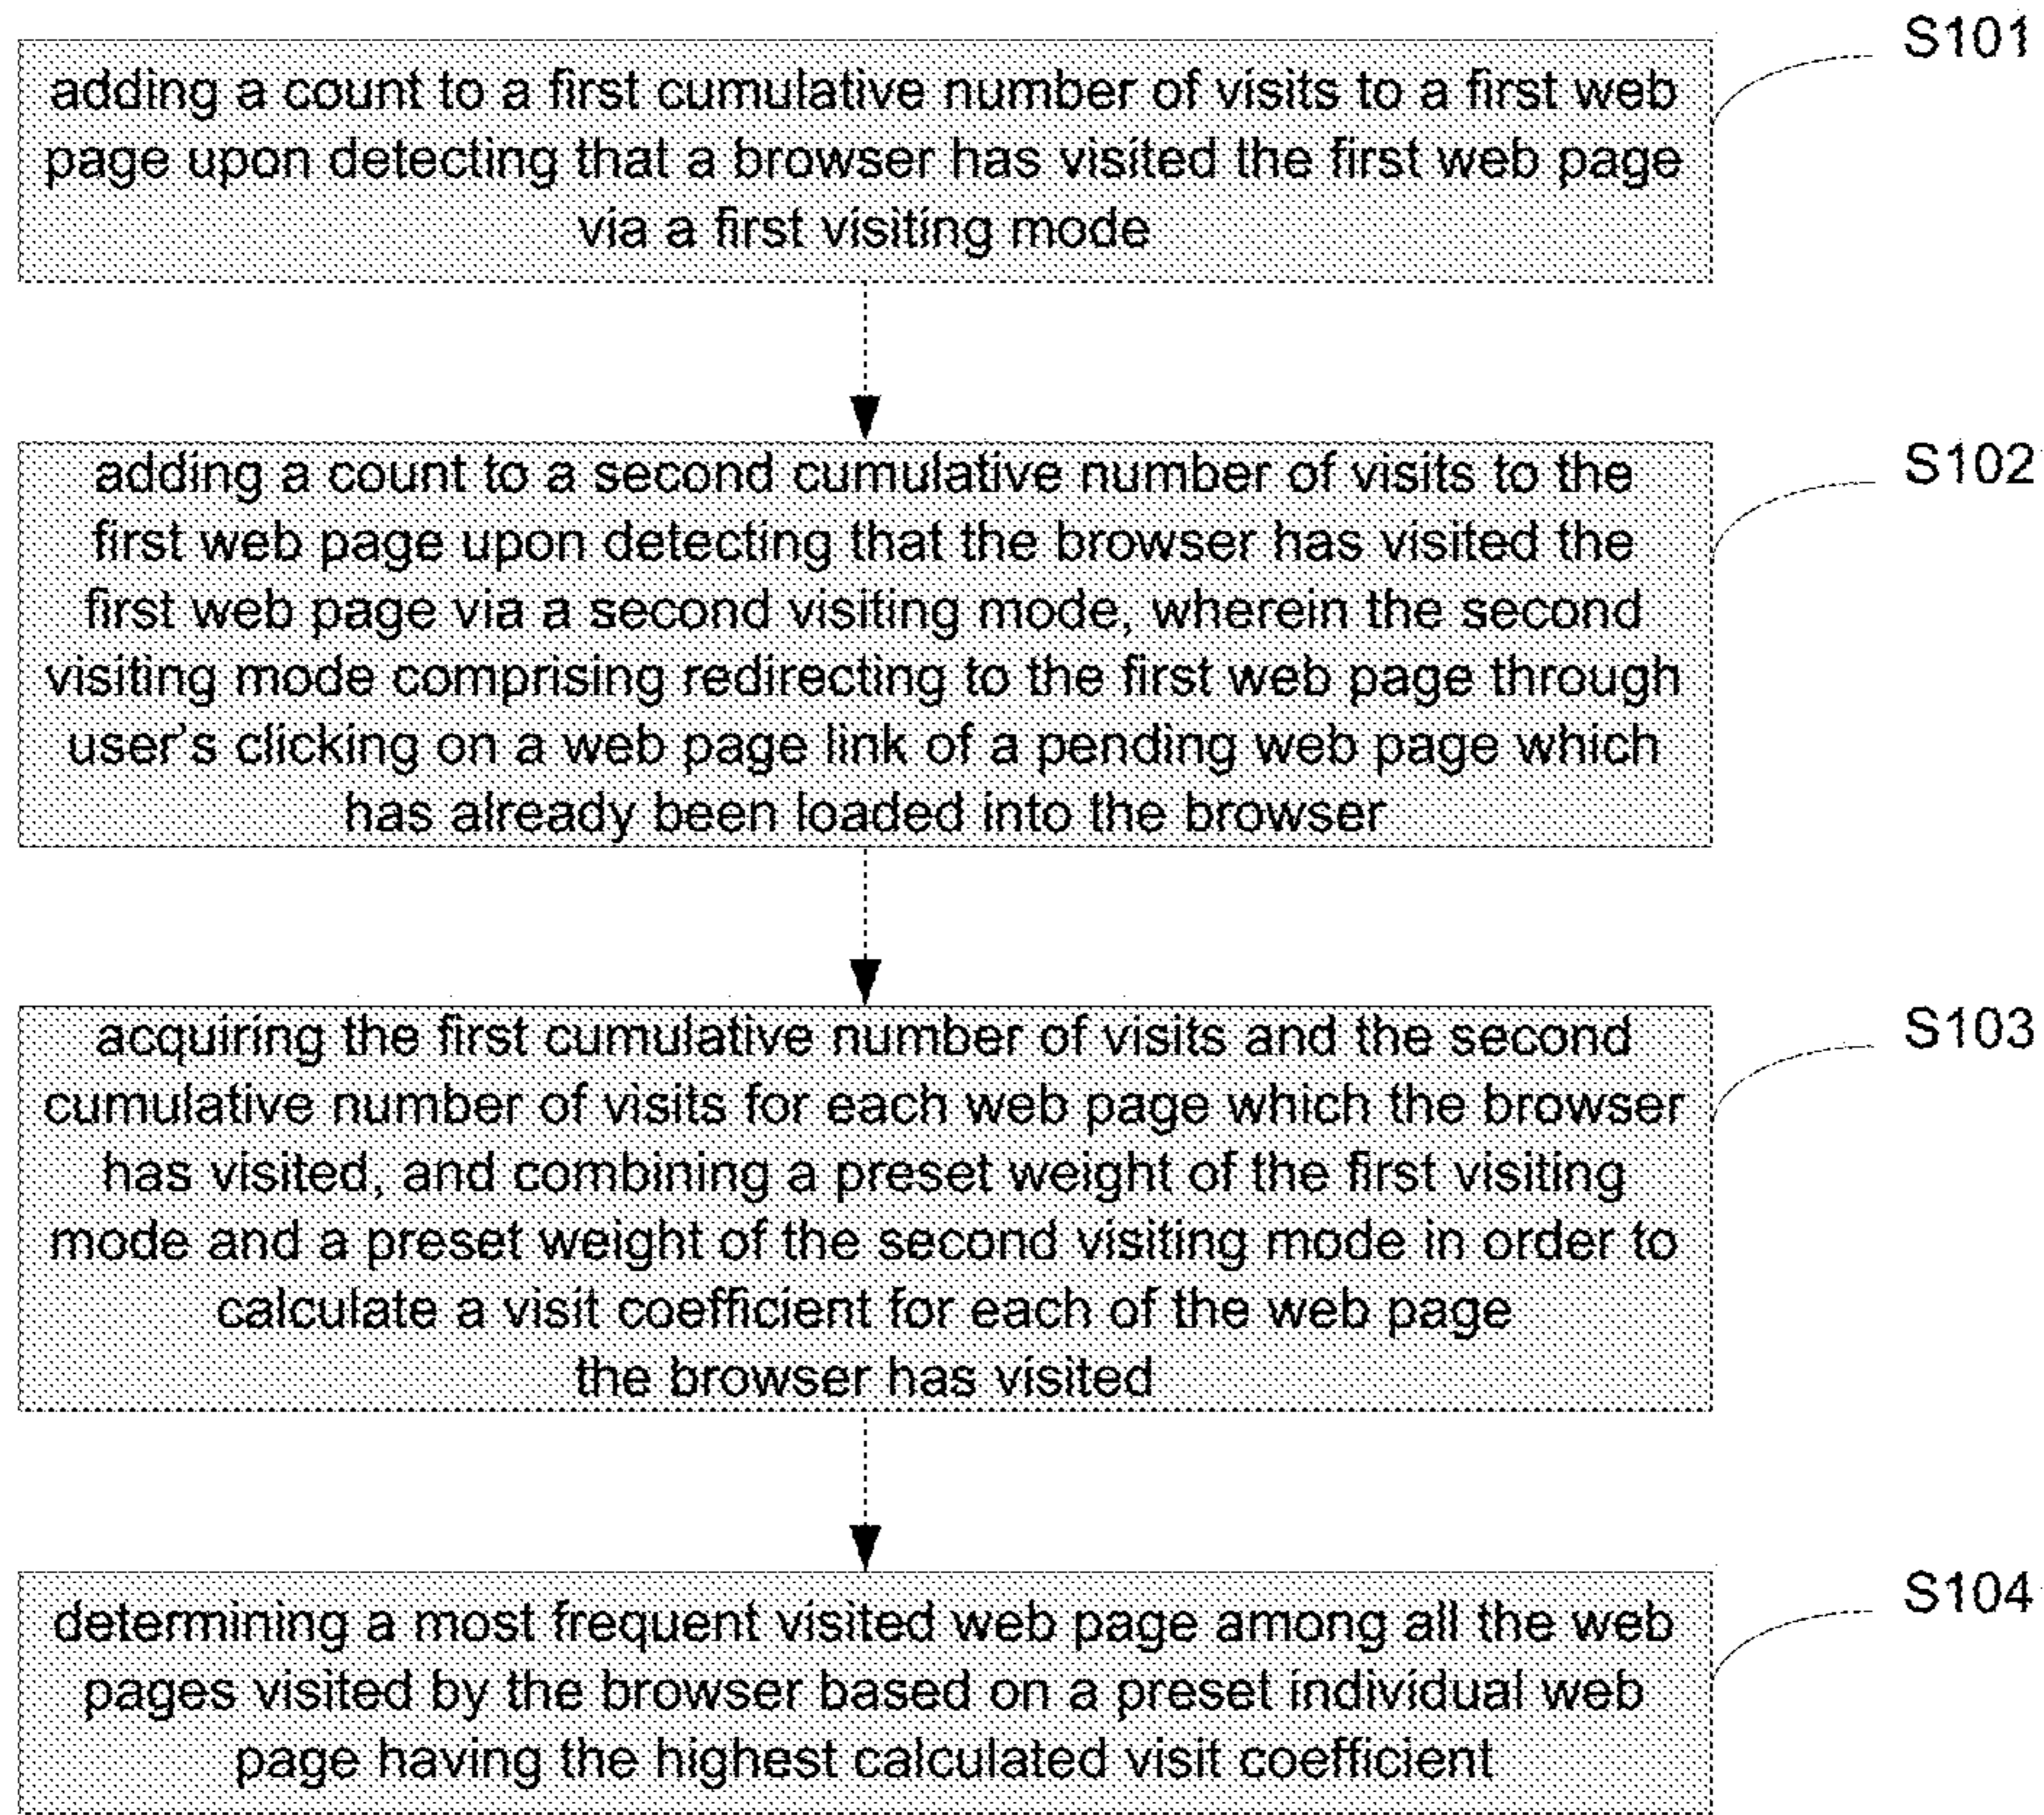 S101
adding a count to a first cumulative number of visits to a first web
page upon detecting that a browser has visited the first web page
via a first visiting mode
S102
adding a count to a second cumulative number of visits to the
first web page upon detecting that the browser has visited the
first web page via a second visiting mode, wherein the second
visiting mode comprising redirecting to the first web page through
user's clicking on a web page link of a pending web page which
has already been loaded into the browser
S103
acquiring the first cumulative number of visits and the second
cumulative number of visits for each web page which the browser
has visited, and combining a preset weight of the first visiting
mode and a preset weight of the second visiting mode in order to
calculate a visit coefficient for each of the web page
the browser has visited
S104
determining a most frequent visited web page among all the web
pages visited by the browser based on a preset individual web
page having the highest calculated visit coefficient